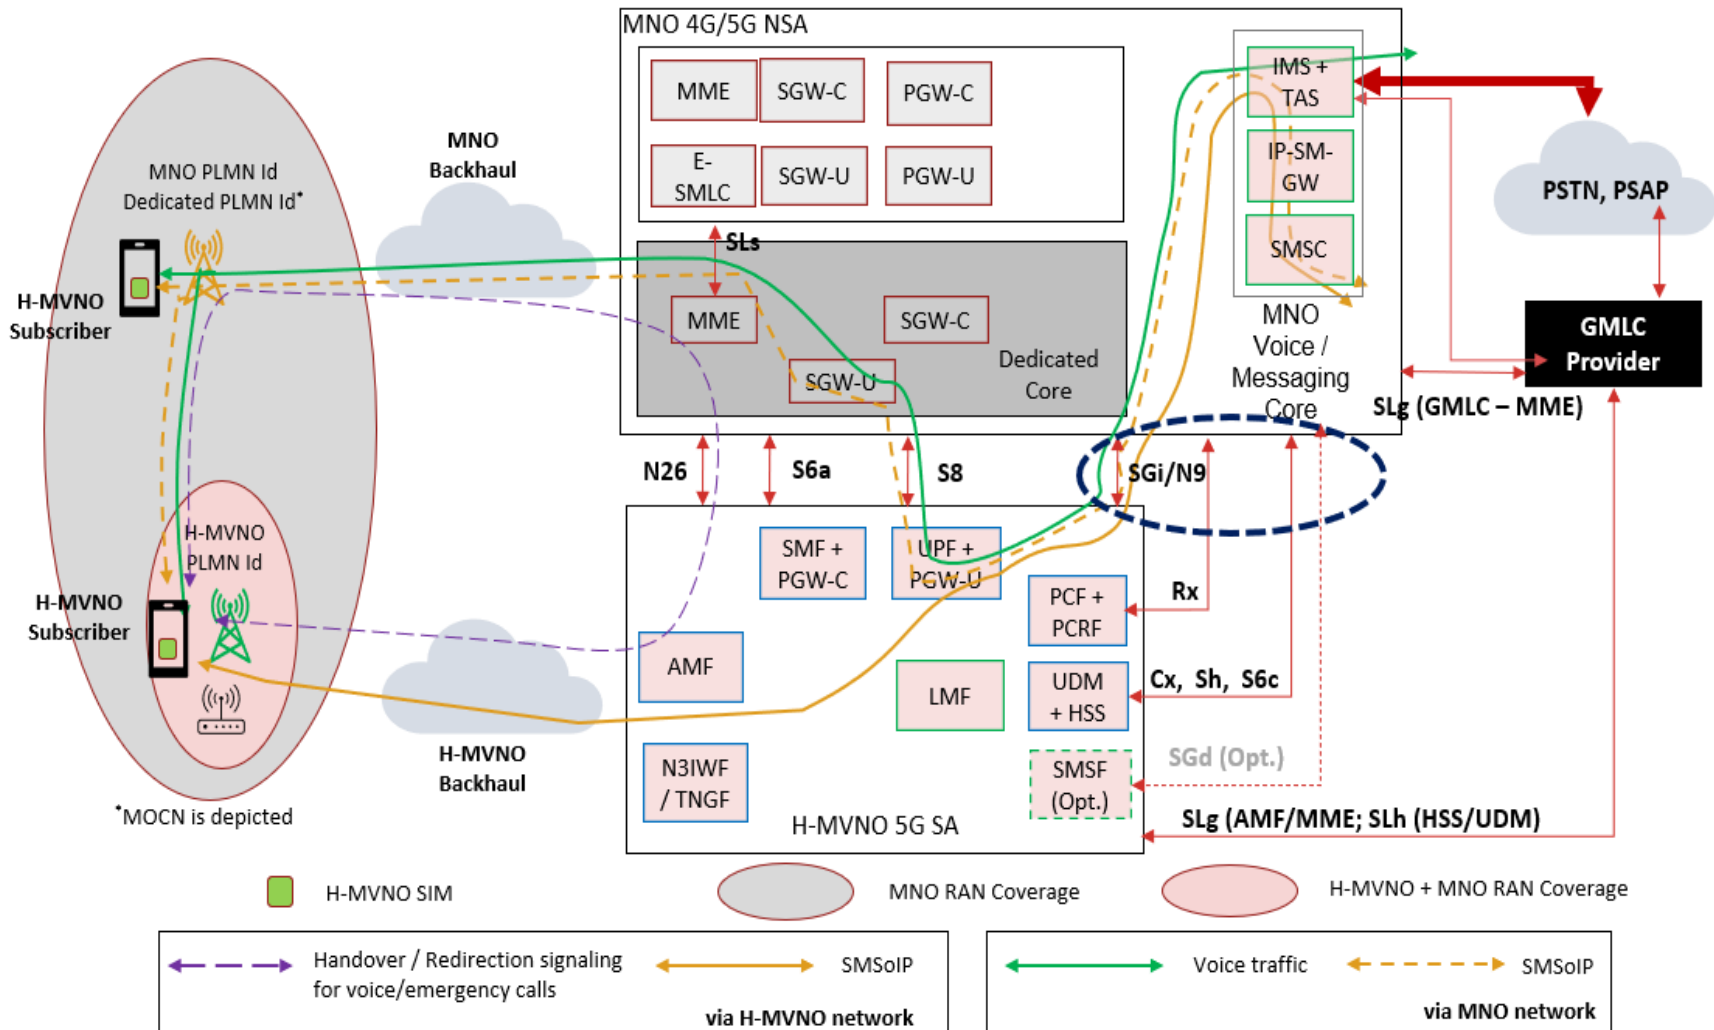 MNO 4G/5G NSA
MME
SGW-C
PGW-C
E-
SMLC
SGW-U
PGW-U
SLs
MME
SGW-C
SGW-U
Dedicated
Core
IMS +
TAS
IP-SM-
GW
SMSC
MNO
Voice /
Messaging
Core
PSTN, PSAP
GMLC
Provider
SLg (GMLC – MME)
MNO
Backhaul
MNO PLMN Id
Dedicated PLMN Id*
H-MVNO
Subscriber
H-MVNO
PLMN Id
H-MVNO
Subscriber
*MOCN is depicted
H-MVNO
Backhaul
N26
S6a
S8
SGi/N9
SMF +
PGW-C
UPF +
PGW-U
PCF +
PCRF
Rx
AMF
LMF
UDM
+ HSS
Cx, Sh, S6c
N3IWF
/ TNGF
SMSF
(Opt.)
SGd (Opt.)
H-MVNO 5G SA
SLg (AMF/MME; SLh (HSS/UDM)
H-MVNO SIM
MNO RAN Coverage
H-MVNO + MNO RAN Coverage
Handover / Redirection signaling
for voice/emergency calls
SMSoIP
via H-MVNO network
Voice traffic
SMSoIP
via MNO network